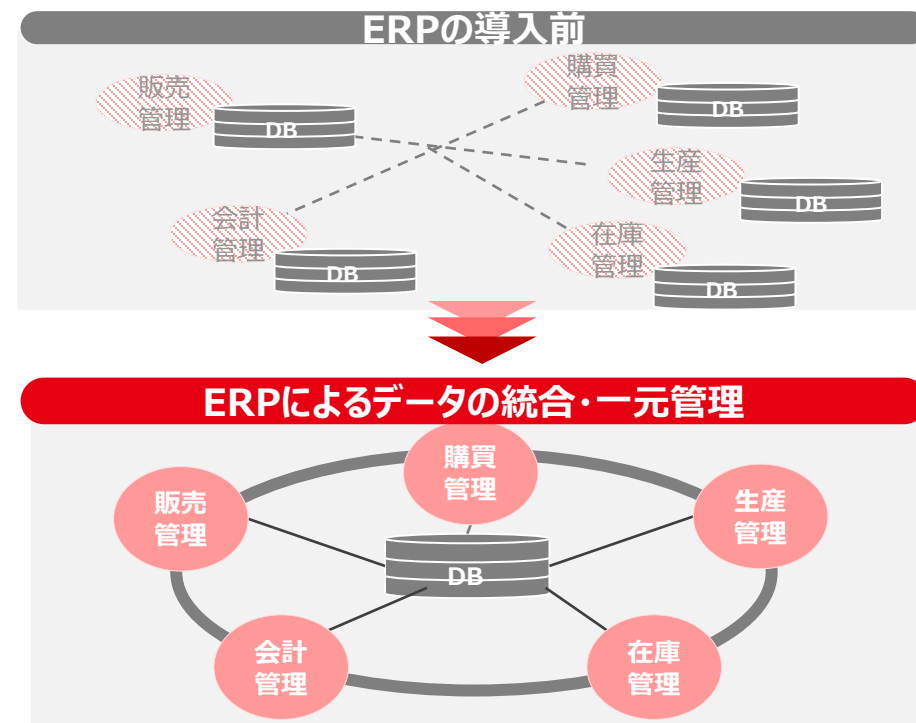 ERPの導入前
販売
管理
DB
購買
管理
DB
生産
管理
DB
会計
管理
DB
在庫
管理
DB
ERPによるデータの統合・一元管理
購買
管理
販売
管理
生産
管理
DB
会計
管理
在庫
管理